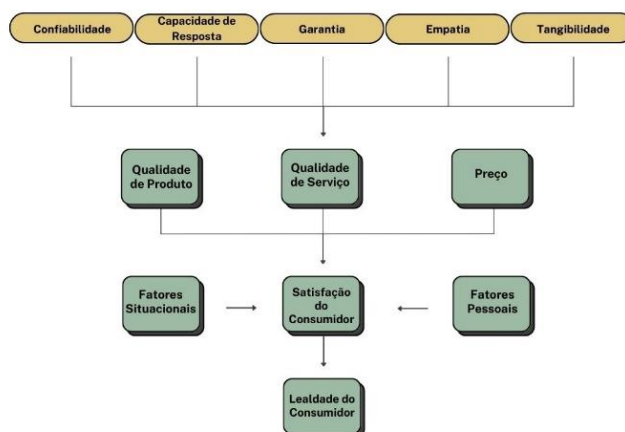 Confiabilidade
Capacidade de
Resposta
Garantia
Empatia
Tangibilidade
Qualidade
de Produto
Qualidade
de Serviço
Preço
Fatores
Situacionais
Satisfação
do
Consumidor
Fatores
Pessoais
Lealdade do
Consumidor